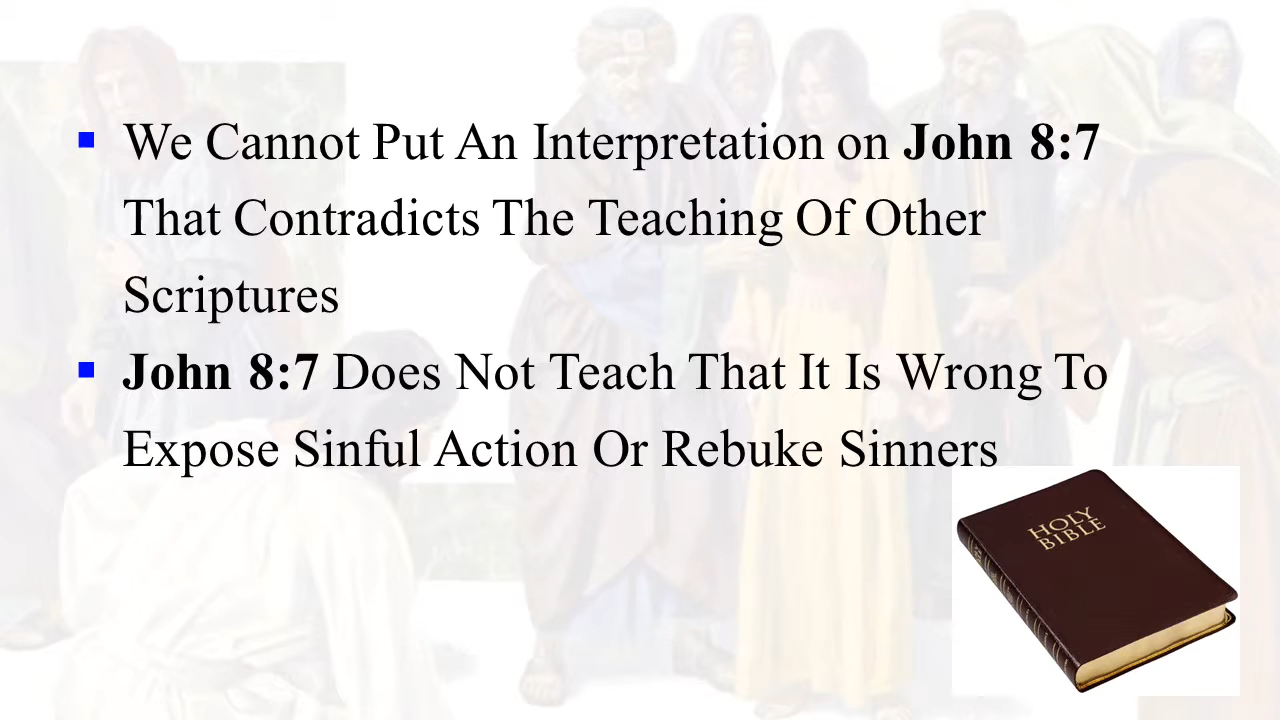 We Cannot Put An Interpretation on John 8:7
That Contradicts The Teaching Of Other
Scriptures
John 8:7 Does Not Teach That It Is Wrong To
Expose Sinful Action Or Rebuke Sinners
HOLY
BIBLE